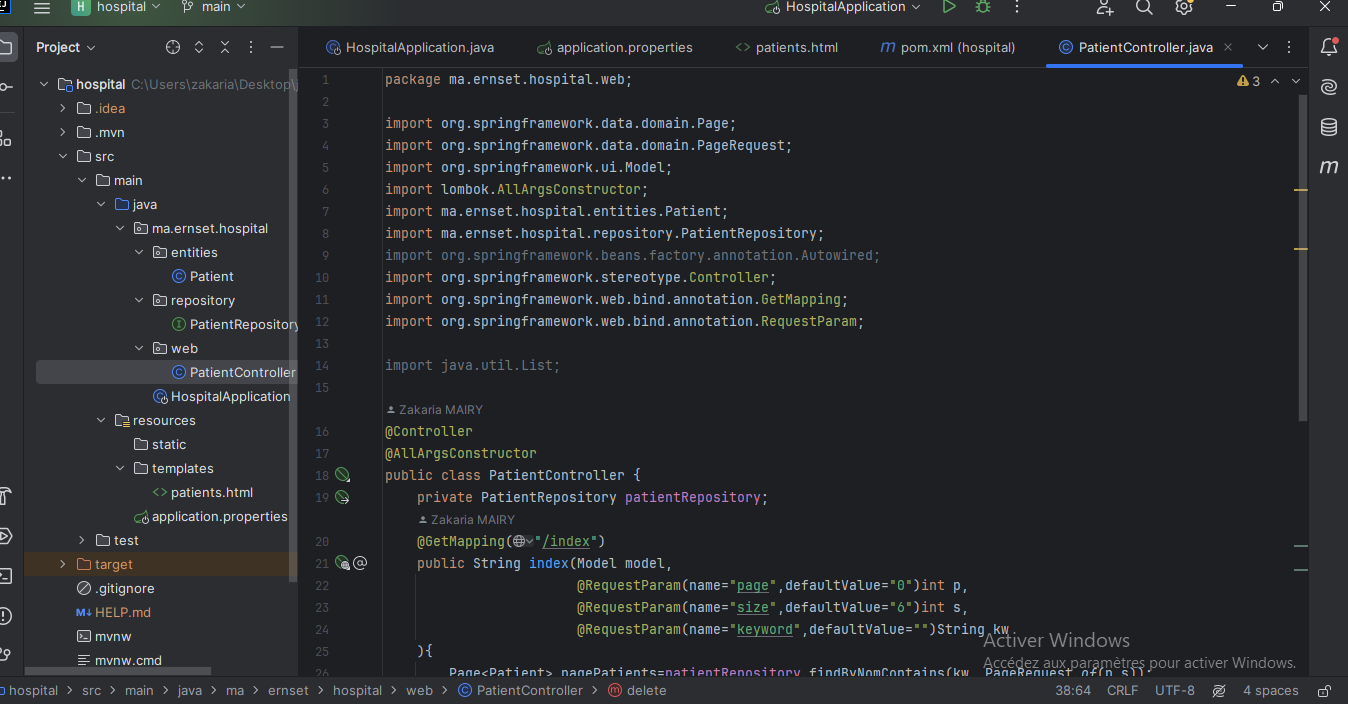 H hospital main HospitalApplication
Project
HospitalApplication.java application.properties patients.html pom.xml (hospital) PatientController.java
hospital C:\Users\zakaria\Desktop\
.idea
.mvn
src
main
java
ma.ernset.hospital
entities
Patient
repository
PatientRepository
web
PatientController
HospitalApplication
resources
static
templates
patients.html
application.properties
test
target
.gitignore
HELP.md
mvnw
mvnw.cmd
3
1 package ma.ernset.hospital.web;
2
3 import org.springframework.data.domain.Page;
4 import org.springframework.data.domain.PageRequest;
5 import org.springframework.ui.Model;
6 import lombok.AllArgsConstructor;
7 import ma.ernset.hospital.entities.Patient;
8 import ma.ernset.hospital.repository.PatientRepository;
9 import org.springframework.beans.factory.annotation.Autowired;
10 import org.springframework.stereotype.Controller;
11 import org.springframework.web.bind.annotation.GetMapping;
12 import org.springframework.web.bind.annotation.RequestParam;
13
14 import java.util.List;
15
Zakaria MAIRY
16 @Controller
17 @AllArgsConstructor
18 public class PatientController {
19 private PatientRepository patientRepository;
Zakaria MAIRY
20 @GetMapping("/index")
21 public String index(Model model,
22 @RequestParam(name="page",defaultValue="0")int p,
23 @RequestParam(name="size",defaultValue="6")int s,
24 @RequestParam(name="keyword",defaultValue="")String kw
25 ){
26 Page<Patient> pagePatients=patientRepository.findByNomContains(kw, PageRequest.of(p,s));
Activer Windows
Accédez aux paramètres pour activer Windows.
hospital > src > main > java > ma > ernset > hospital > web > PatientController > delete 38:64 CRLF UTF-8 4 spaces